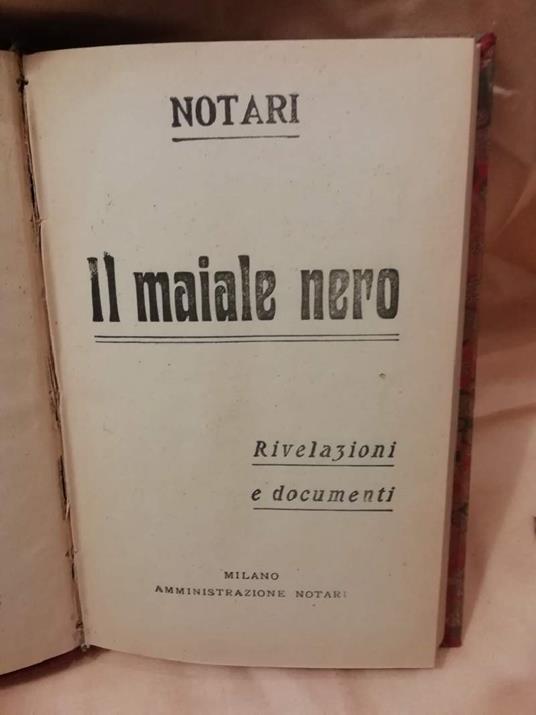 NOTARI
Il maiale nero
Rivelazioni
e documenti
MILANO
AMMINISTRAZIONE NOTARI